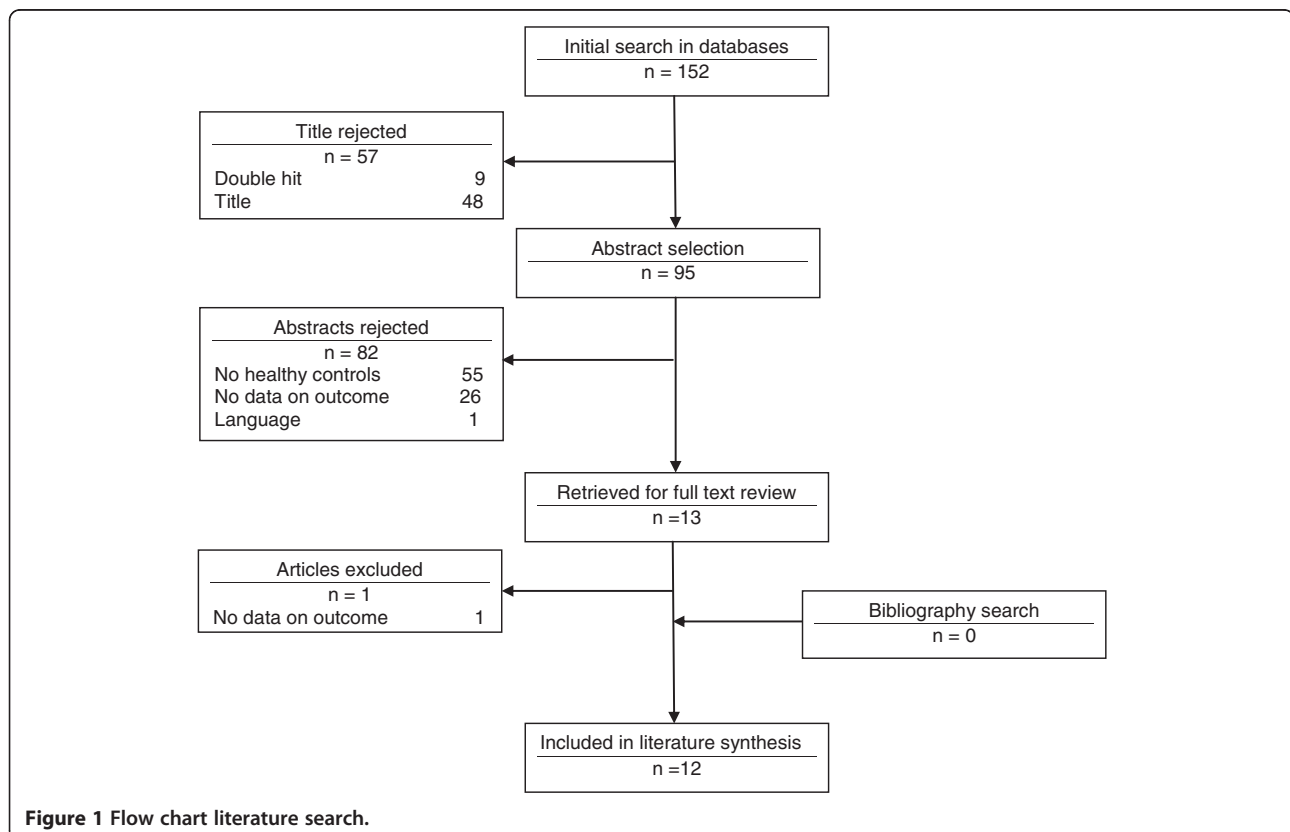 Initial search in databases
n = 152
Title rejected
n = 57
Double hit 9
Title 48
Abstract selection
n = 95
Abstracts rejected
n = 82
No healthy controls 55
No data on outcome 26
Language 1
Retrieved for full text review
n =13
Articles excluded
n = 1
No data on outcome 1
Bibliography search
n = 0
Included in literature synthesis
n =12
Figure 1 Flow chart literature search.